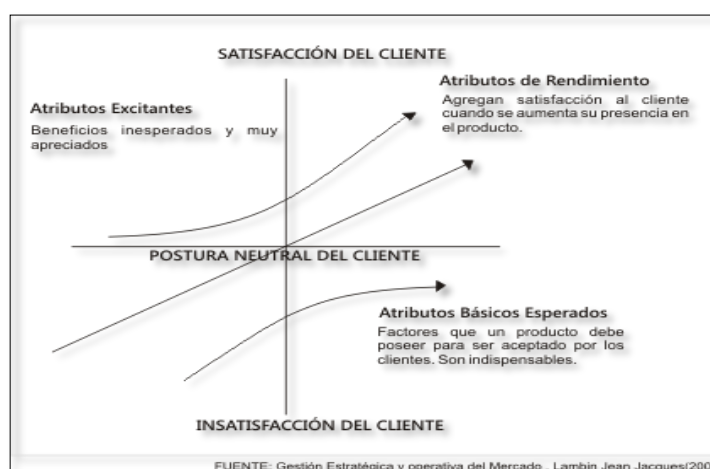 SATISFACCIÓN DEL CLIENTE
Atributos Excitantes
Beneficios inesperados y muy
apreciados
Atributos de Rendimiento
Agregan satisfacción al cliente
cuando se aumenta su presencia en
el producto.
POSTURA NEUTRAL DEL CLIENTE
Atributos Básicos Esperados
Factores que un producto debe
poseer para ser aceptado por los
clientes. Son indispensables.
INSATISFACCIÓN DEL CLIENTE
FUENTE: Gestión Estratégica y operativa del Mercado , Lambin Jean Jacques(200